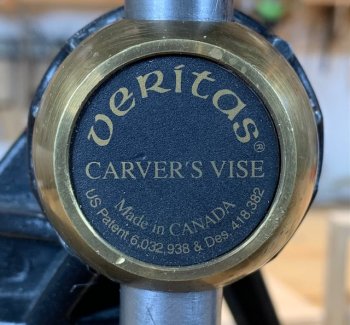 veritas®
CARVER'S VISE
Made in CANADA
US Patent 6,032,938 & Des. 418,382